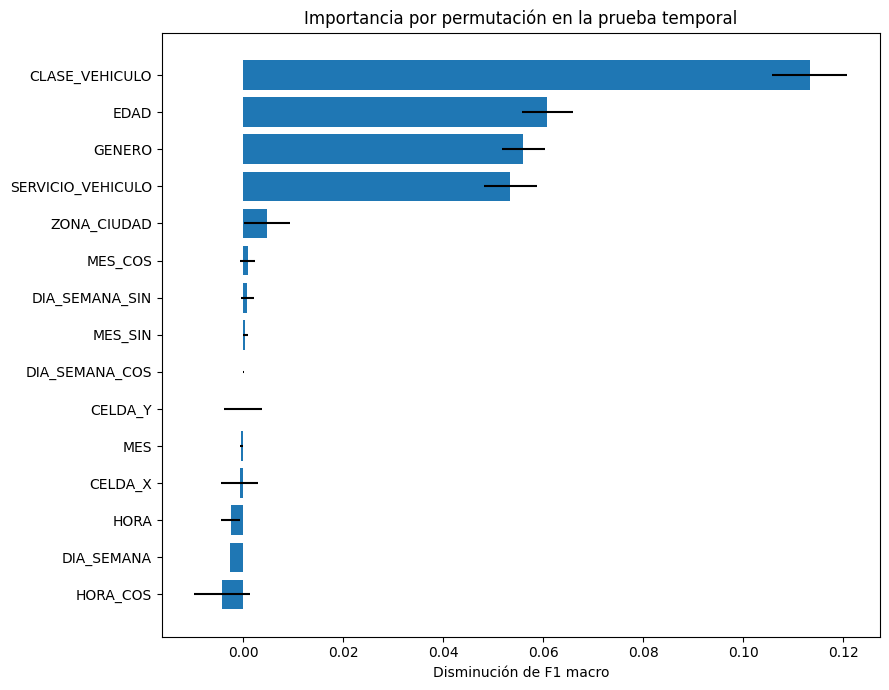 Importancia por permutación en la prueba temporal
CLASE_VEHICULO
EDAD
GENERO
SERVICIO_VEHICULO
ZONA_CIUDAD
MES_COS
DIA_SEMANA_SIN
MES_SIN
DIA_SEMANA_COS
CELDA_Y
MES
CELDA_X
HORA
DIA_SEMANA
HORA_COS
0.00 0.02 0.04 0.06 0.08 0.10 0.12
Disminución de F1 macro